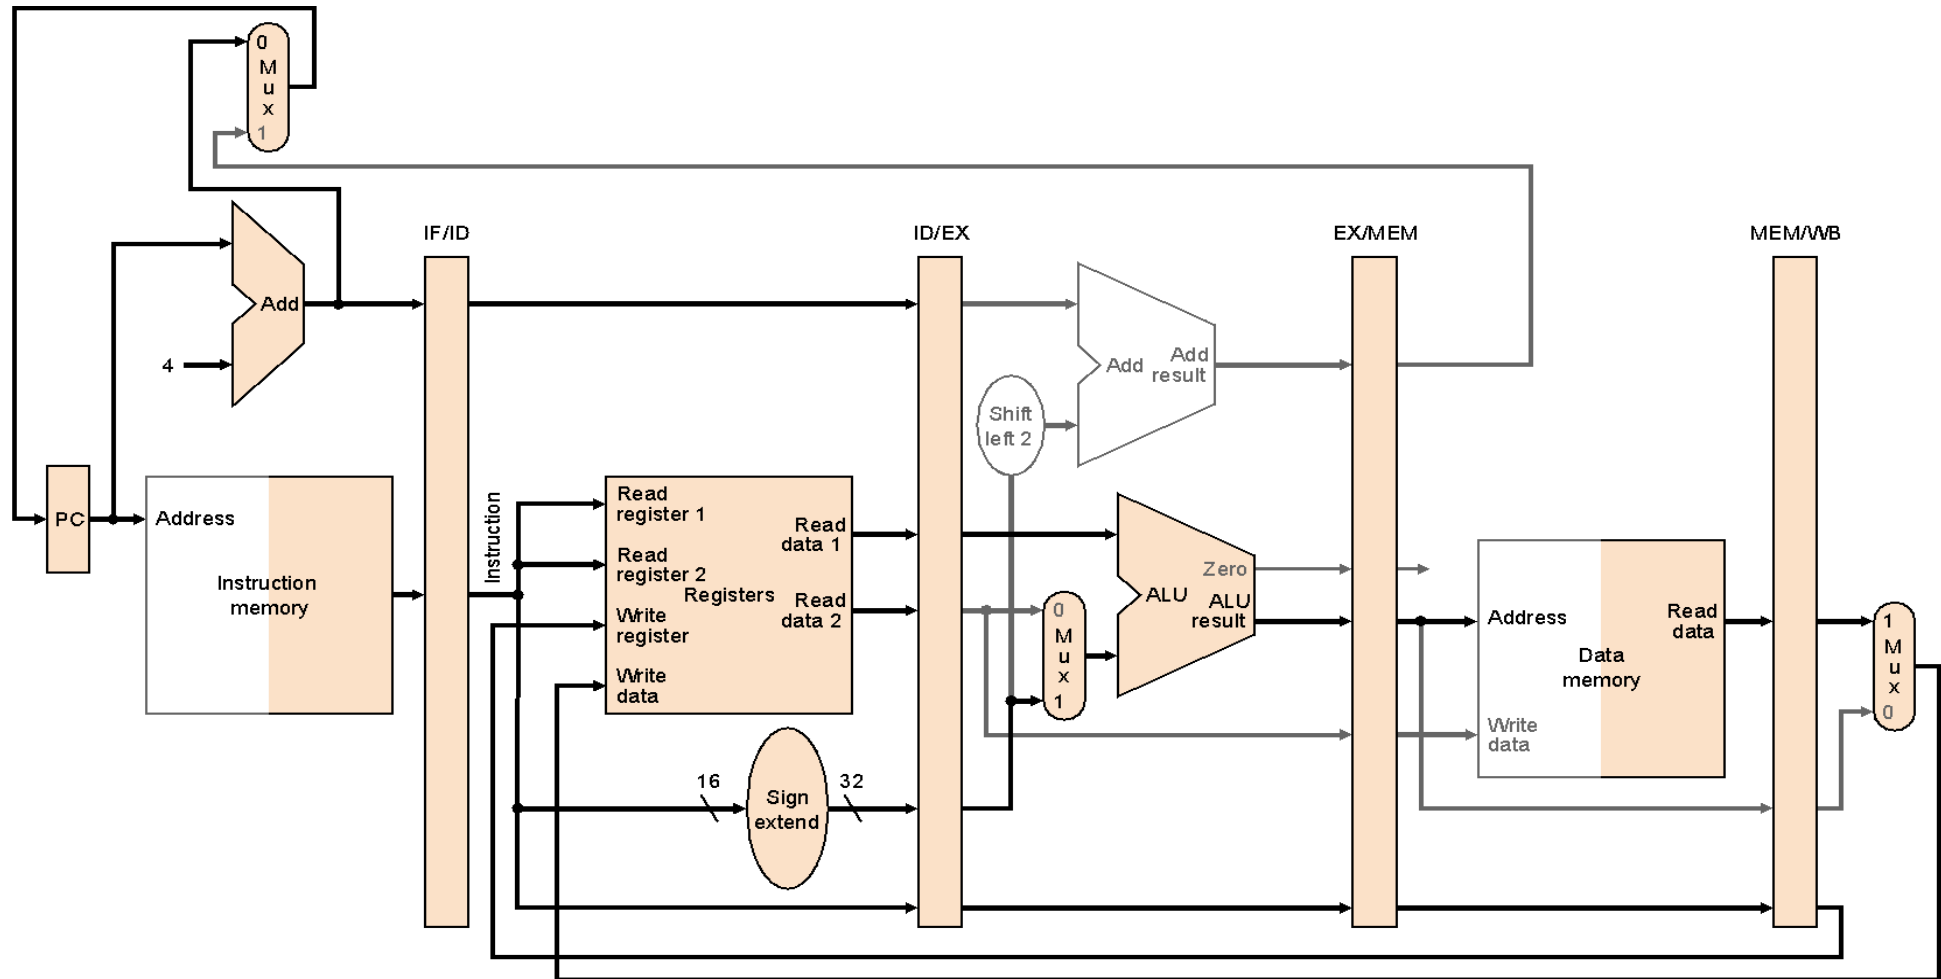 0
M
u
x
1
IF/ID
ID/EX
EX/MEM
MEM/WB
Add
4
Add
Add
result
Shift
left 2
PC
Address
Instruction
memory
Instruction
Read
register 1
Read
register 2
Write
register
Write
data
Registers
Read
data 1
Read
data 2
16
Sign
extend
32
0
M
u
x
1
Zero
ALU
ALU
result
Address
Read
data
Data
memory
Write
data
1
M
u
x
0